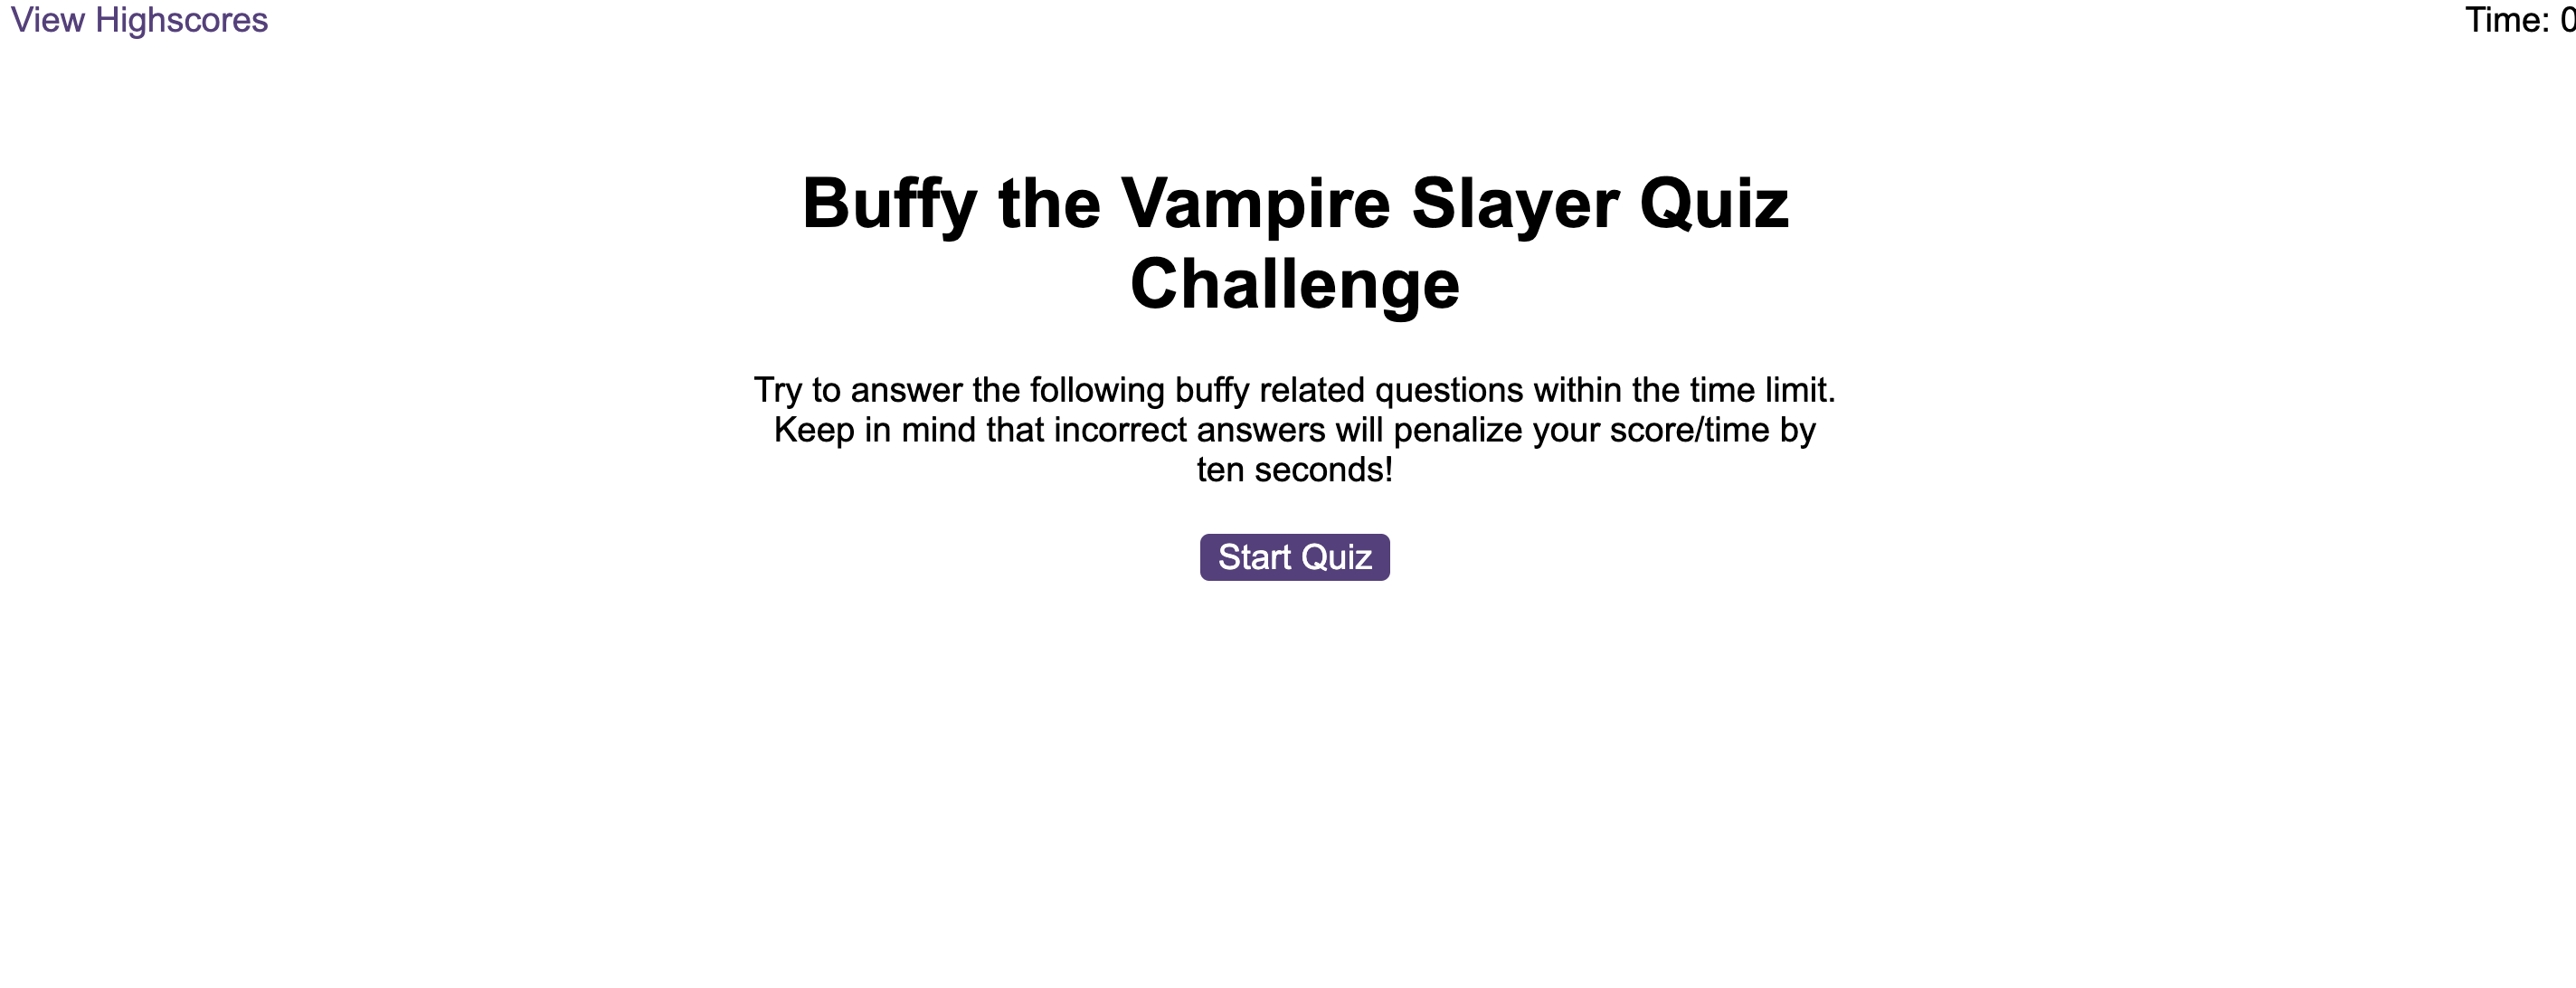 View Highscores
Time: 0
Buffy the Vampire Slayer Quiz
Challenge
Try to answer the following buffy related questions within the time limit.
Keep in mind that incorrect answers will penalize your score/time by
ten seconds!
Start Quiz